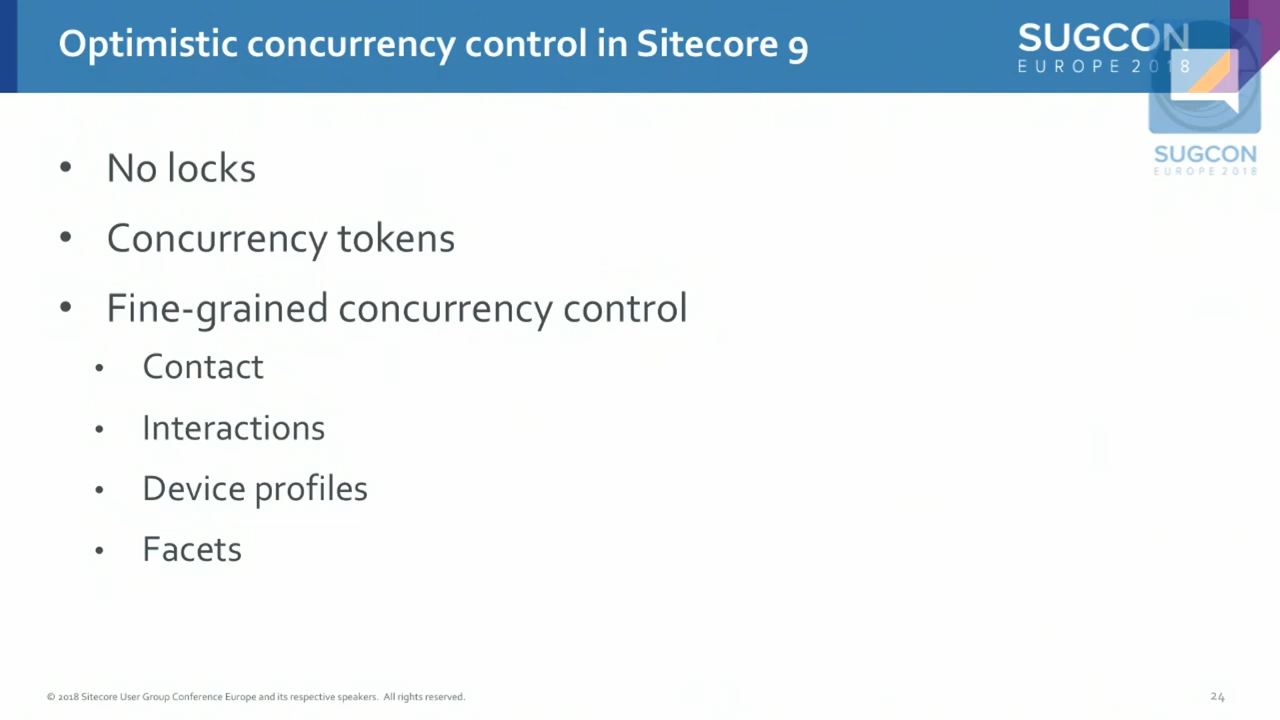 Optimistic concurrency control in Sitecore 9
SUGCON
EUROPE 2018
SUGCON
EUROPE 2018
• No locks
• Concurrency tokens
• Fine-grained concurrency control
• Contact
• Interactions
• Device profiles
• Facets
© 2018 Sitecore User Group Conference Europe and its respective speakers. All rights reserved.
24